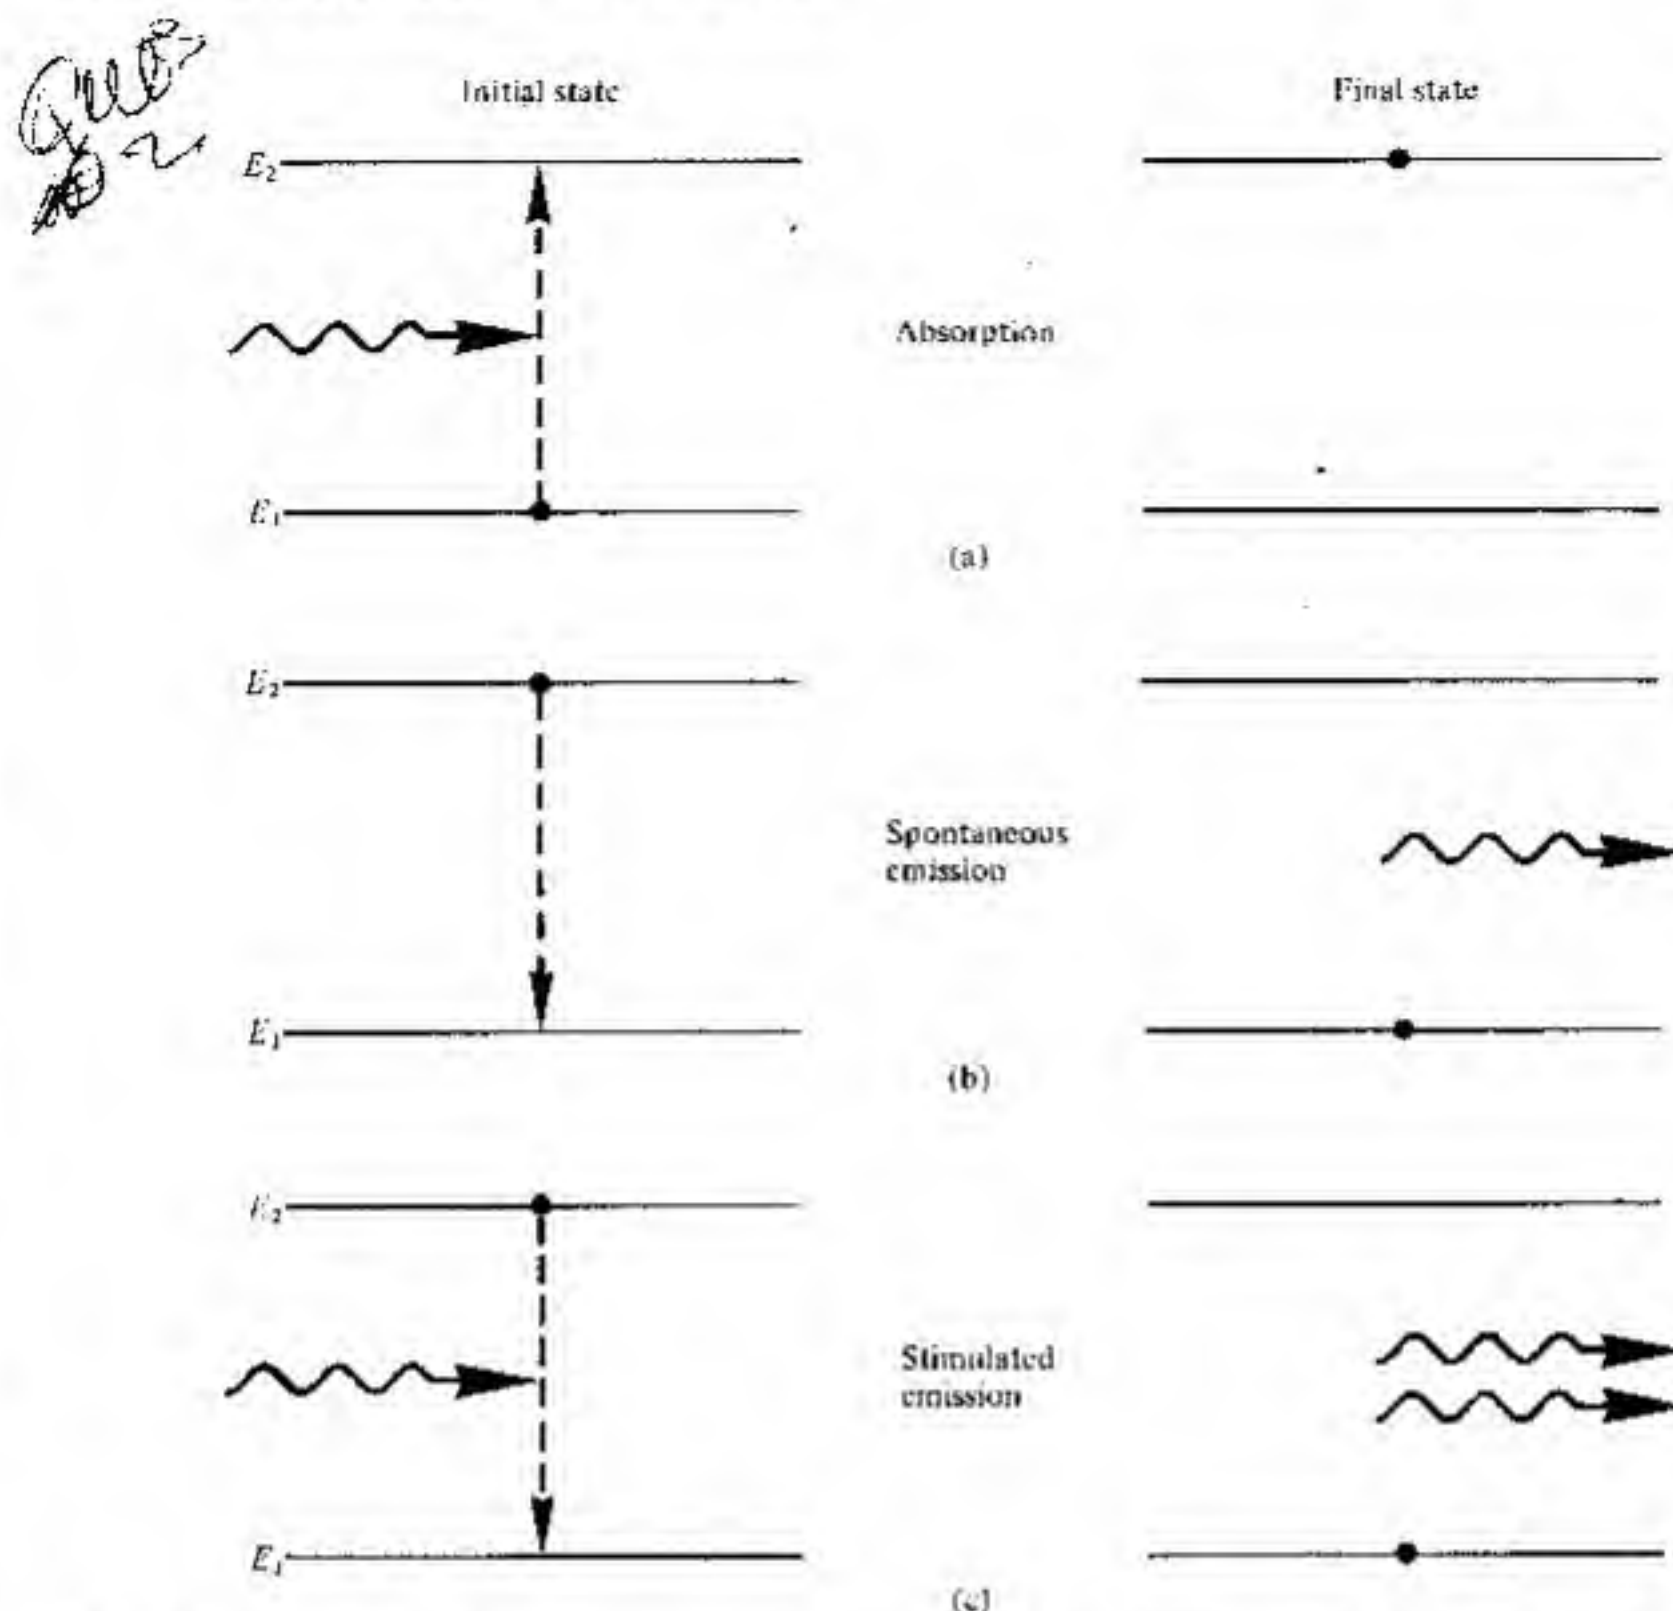 Initial state
Final state
E2
Absorption
E1
(a)
E2
Spontaneous
emission
E1
(b)
E2
Stimulated
emission
E1
(c)